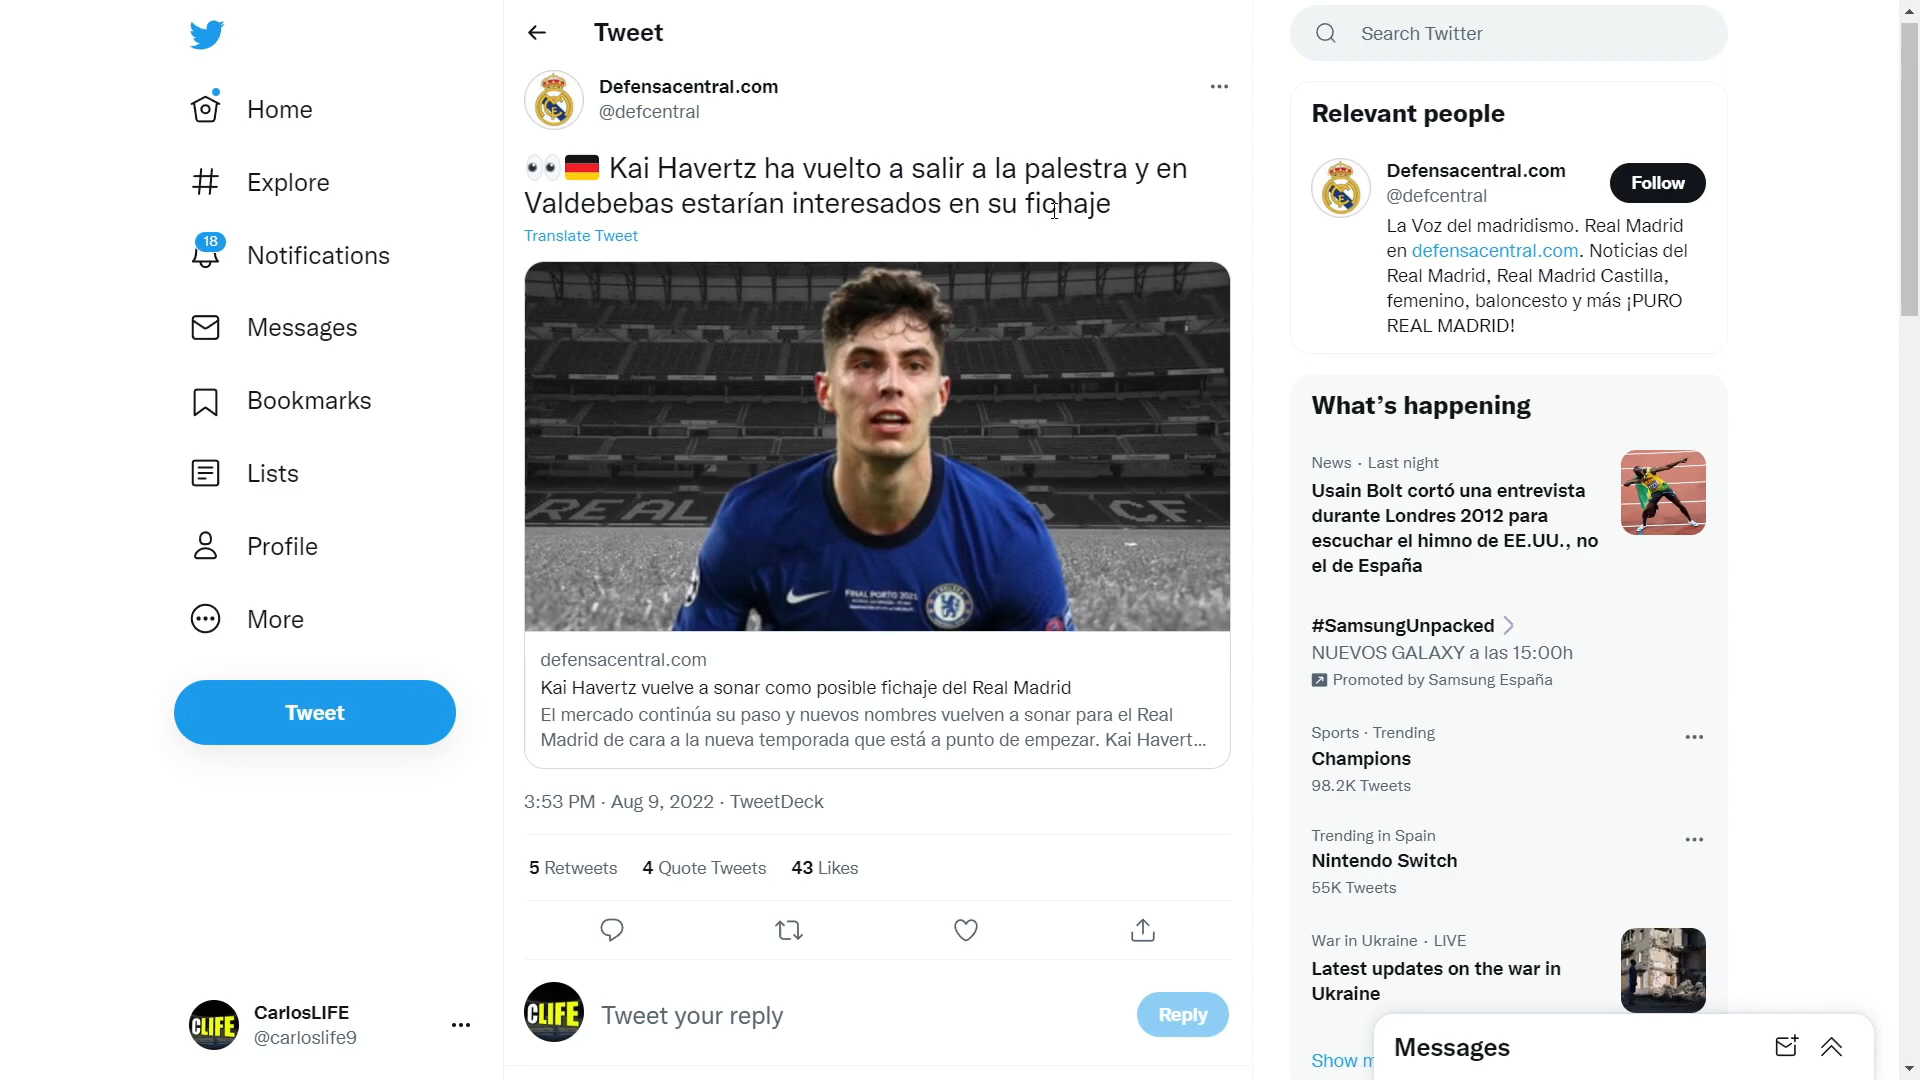 Home
Explore
18
Notifications
Messages
Bookmarks
Lists
Profile
More
Tweet
CLIFE
CarlosLIFE
@carloslife9
Tweet
Defensacentral.com
@defcentral
Kai Havertz ha vuelto a salir a la palestra y en
Valdebebas estarían interesados en su fichaje
Translate Tweet
REAL
CF
FINAL PORTO 2021
defensacentral.com
Kai Havertz vuelve a sonar como posible fichaje del Real Madrid
El mercado continúa su paso y nuevos nombres vuelven a sonar para el Real
Madrid de cara a la nueva temporada que está a punto de empezar. Kai Havert...
3:53 PM · Aug 9, 2022 · TweetDeck
5 Retweets 4 Quote Tweets 43 Likes
CLIFE
Tweet your reply
Reply
Search Twitter
Relevant people
Defensacentral.com
@defcentral
Follow
La Voz del madridismo. Real Madrid
en defensacentral.com. Noticias del
Real Madrid, Real Madrid Castilla,
femenino, baloncesto y más ¡PURO
REAL MADRID!
What's happening
News · Last night
Usain Bolt cortó una entrevista
durante Londres 2012 para
escuchar el himno de EE.UU., no
el de España
#SamsungUnpacked
NUEVOS GALAXY a las 15:00h
Promoted by Samsung España
Sports · Trending
Champions
98.2K Tweets
Trending in Spain
Nintendo Switch
55K Tweets
War in Ukraine · LIVE
Latest updates on the war in
Ukraine
Show
Messages